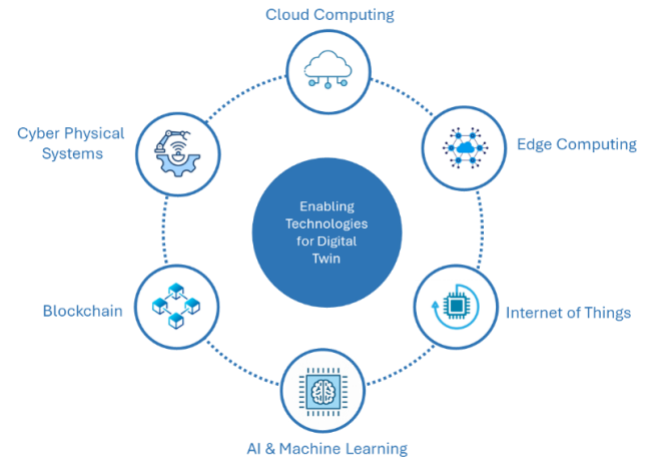 Cloud Computing
Cyber Physical
Systems
Edge Computing
Enabling
Technologies
for Digital
Twin
Blockchain
Internet of Things
AI & Machine Learning